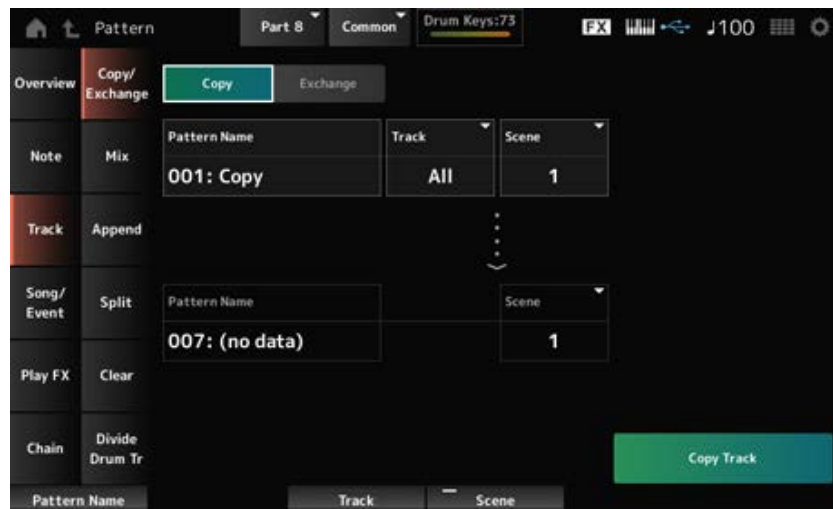 Pattern
Part 8
Common
Drum Keys:73
FX
♩100
Overview
Copy/
Exchange
Copy
Exchange
Note
Mix
Pattern Name
Track
Scene
001: Copy
All
1
Track
Append
Song/
Event
Split
Pattern Name
Scene
007: (no data)
1
Play FX
Clear
Chain
Divide
Drum Tr
Copy Track
Pattern Name
Track
Scene